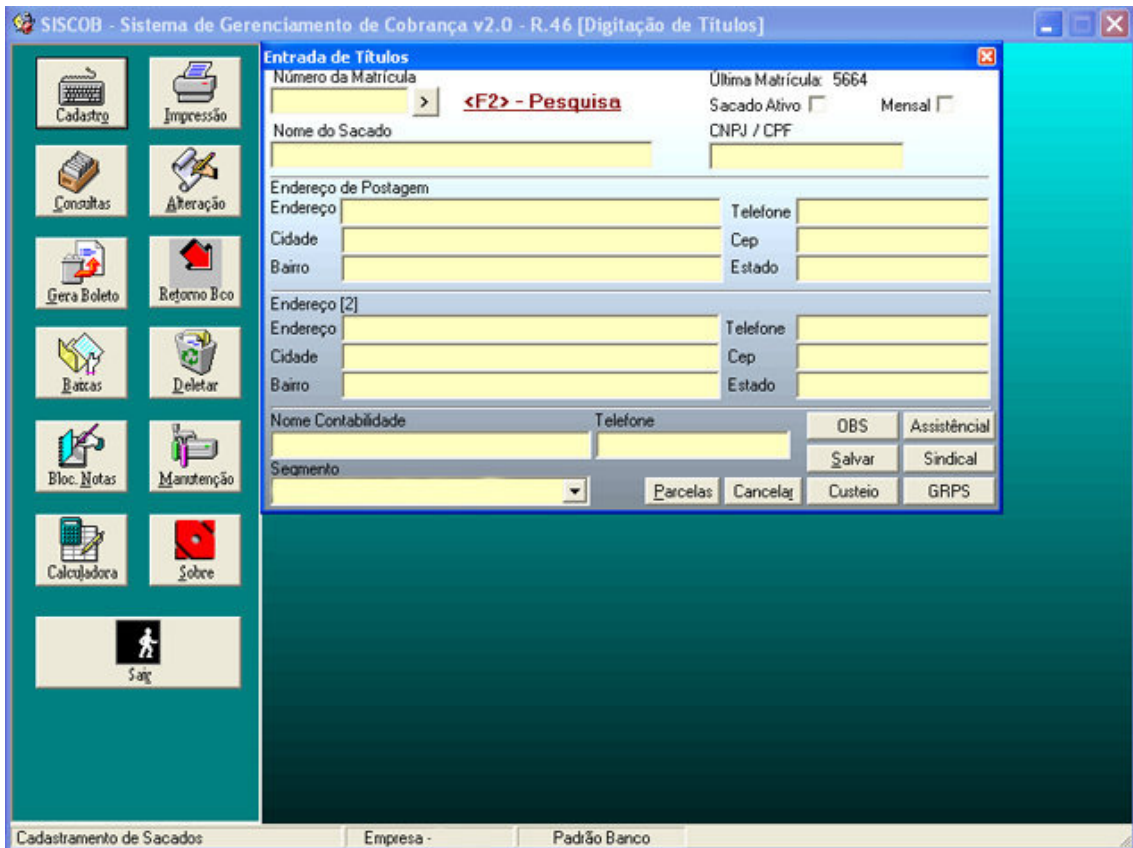 SISCOB - Sistema de Gerenciamento de Cobrança v2.0 - R.46 [Digitação de Títulos]
Cadastro
Impressão
Consultas
Alteração
Gera Boleto
Retorno Bco
Baixas
Deletar
Bloc. Notas
Manutenção
Calculadora
Sobre
Sair
Entrada de Títulos
Número da Matrícula
Última Matrícula: 5664
>
<F2> - Pesquisa
Sacado Ativo
Mensal
Nome do Sacado
CNPJ / CPF
Endereço de Postagem
Endereço
Telefone
Cidade
Cep
Bairro
Estado
Endereço [2]
Endereço
Telefone
Cidade
Cep
Bairro
Estado
Nome Contabilidade
Telefone
OBS
Assistêncial
Salvar
Sindical
Segmento
Parcelas
Cancelar
Custeio
GRPS
Cadastramento de Sacados
Empresa -
Padrão Banco